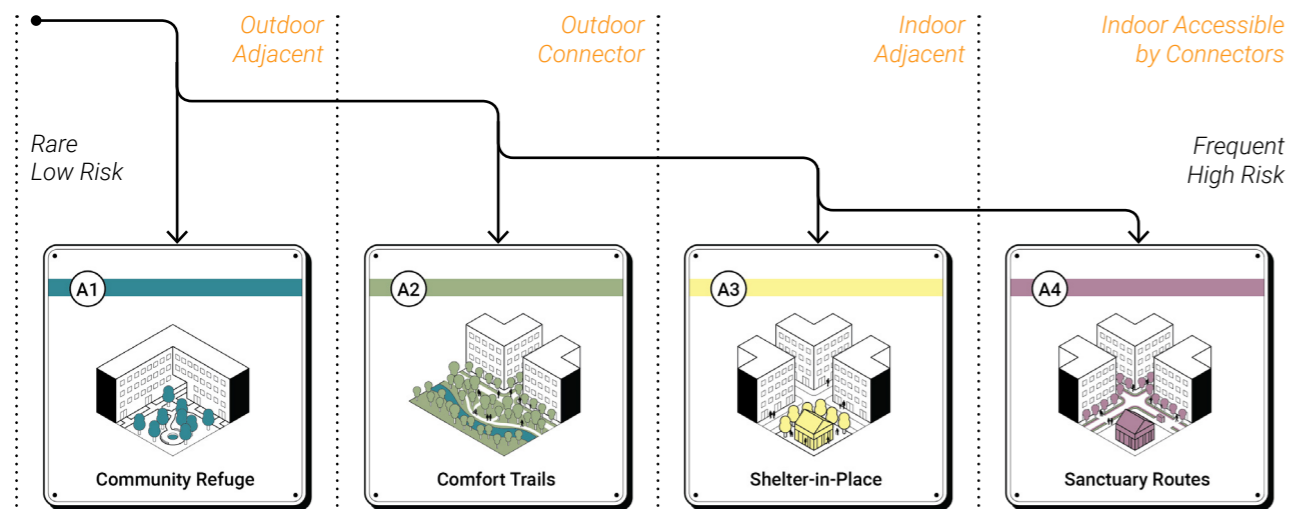 Outdoor
Adjacent
Outdoor
Connector
Indoor
Adjacent
Indoor Accessible
by Connectors
Rare
Low Risk
Frequent
High Risk
A1
A2
A3
A4
Community Refuge
Comfort Trails
Shelter-in-Place
Sanctuary Routes